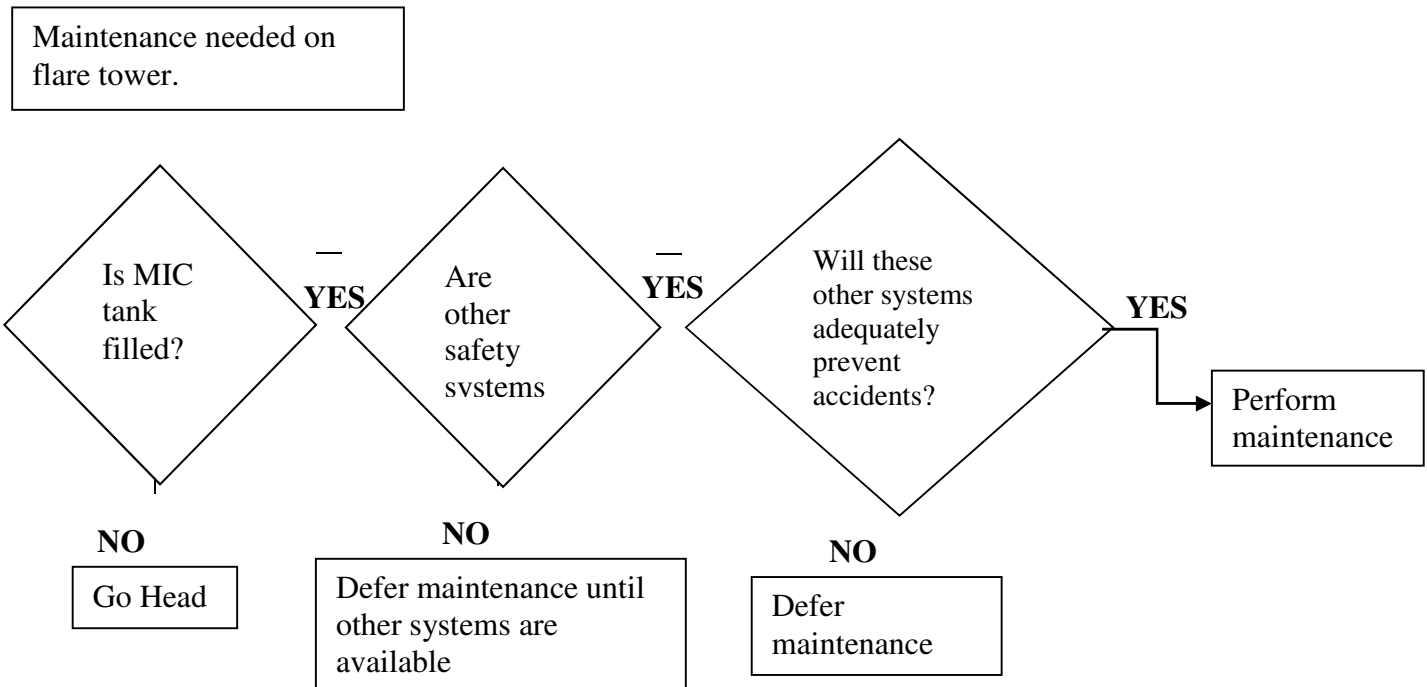 Maintenance needed on
flare tower.
Is MIC
tank
filled?
YES
Are
other
safety
systems
YES
Will these
other systems
adequately
prevent
accidents?
YES
Perform
maintenance
NO
Go Head
NO
Defer maintenance until
other systems are
available
NO
Defer
maintenance